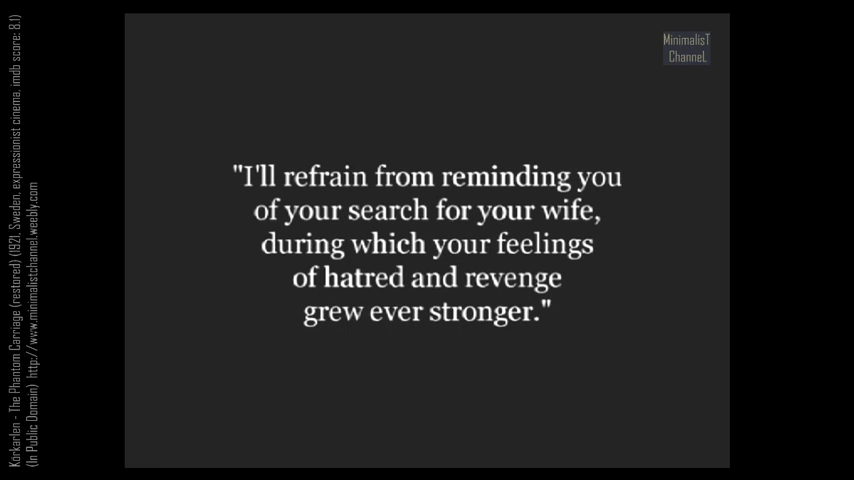 MinimalisT
ChanneL
"I'll refrain from reminding you
of your search for your wife,
during which your feelings
of hatred and revenge
grew ever stronger."
Körkarlen - The Phantom Carriage (restored) (1921, Sweden, expressionist cinema, imdb score: 8.1)
(In Public Domain) http://www.minimalistchannel.weebly.com